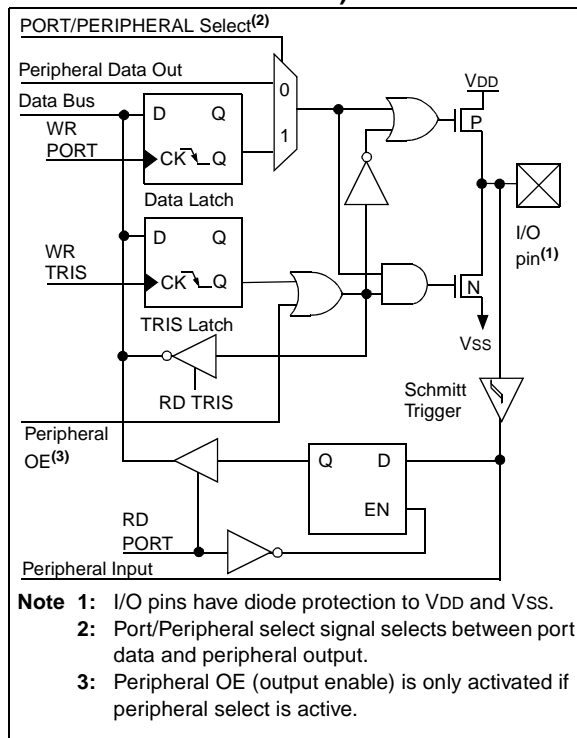 PORT/PERIPHERAL Select(2)
Peripheral Data Out
Data Bus
WR
PORT
D Q
CK Q
Data Latch
0
1
VDD
P
I/O
pin(1)
WR
TRIS
D Q
CK Q
TRIS Latch
N
VSS
RD TRIS
Schmitt
Trigger
Peripheral
OE(3)
Q D
EN
RD
PORT
Peripheral Input
Note 1: I/O pins have diode protection to VDD and VSS.
2: Port/Peripheral select signal selects between port
data and peripheral output.
3: Peripheral OE (output enable) is only activated if
peripheral select is active.